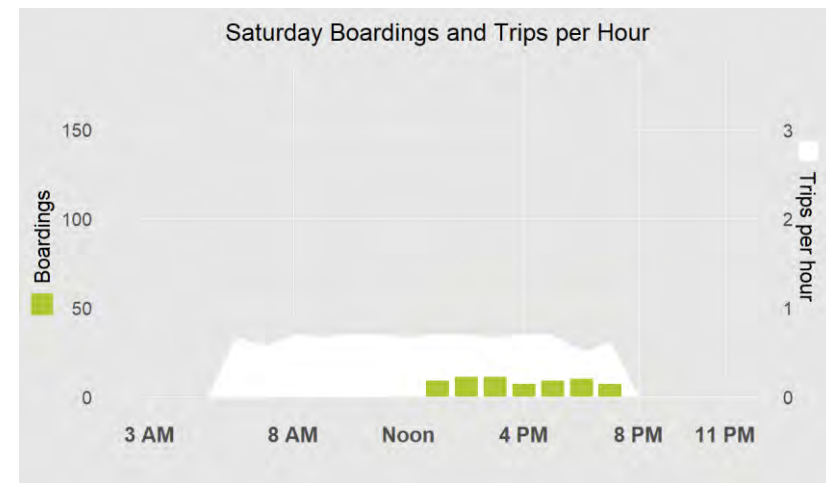 Saturday Boardings and Trips per Hour
150
100
50
0
Boardings
3
2
1
0
Trips per hour
3 AM 8 AM Noon 4 PM 8 PM 11 PM